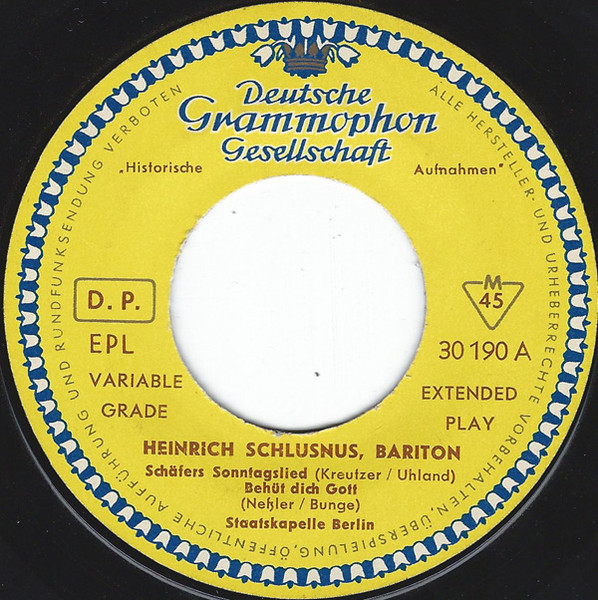 Deutsche
Grammophon
Gesellschaft
„Historische Aufnahmen"
D. P.
M
45
EPL
30 190 A
VARIABLE
GRADE
EXTENDED
PLAY
HEINRICH SCHLUSNUS, BARITON
Schäfers Sonntagslied (Kreutzer / Uhland)
Behüt dich Gott
(Neßler / Bunge)
Staatskapelle Berlin
ALLE HERSTELLER- UND URHEBERRECHTE VORBEHALTEN, ÜBERSPIELUNG, ÖFFENTLICHE AUFFÜHRUNG UND RUNDFUNKSENDUNG VERBOTEN